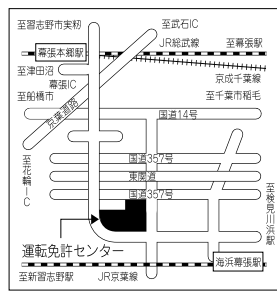 至習志野市実籾
至武石IC
幕張本郷駅
JR総武線
至幕張駅
至津田沼
幕張IC
京成千葉線
至船橋市
至千葉市稲毛
京葉道路
国道14号
至花輪IC
国道357号
東関道
国道357号
至検見川浜駅
運転免許センター
海浜幕張駅
至新習志野駅
JR京葉線